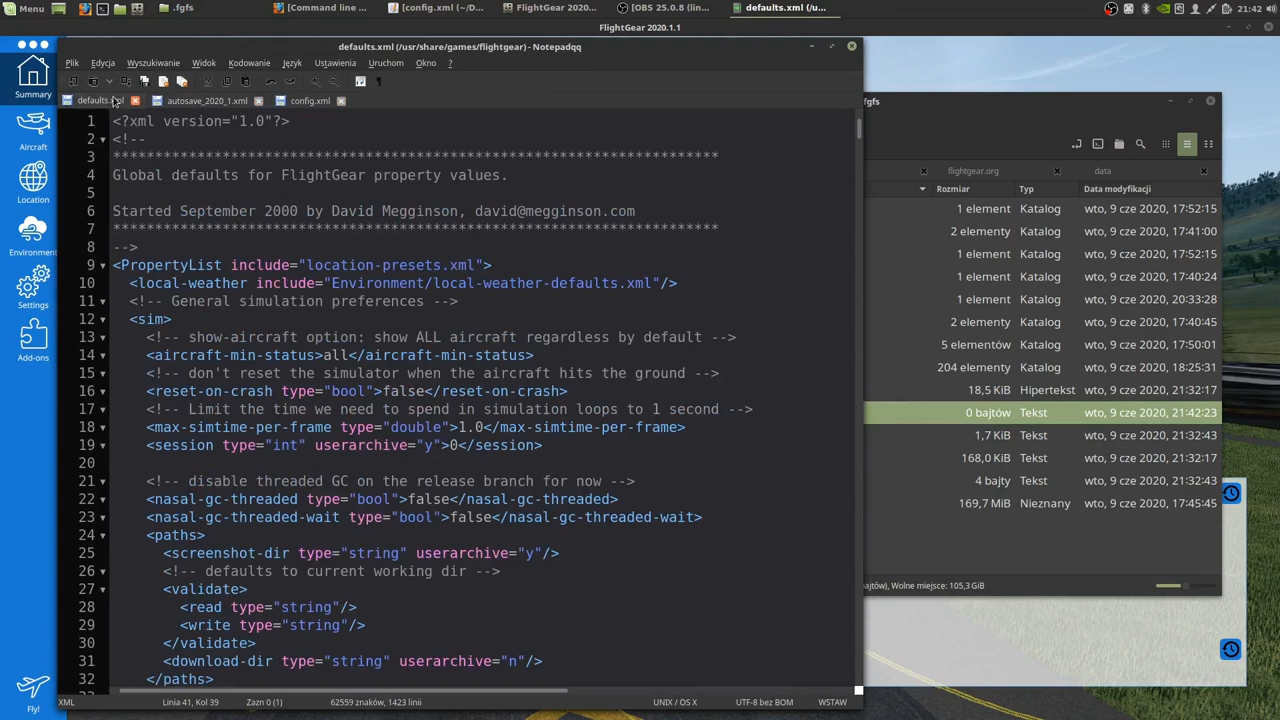 Menu
.fgfs
[Command line ...
[config.xml (~/D...
FlightGear 2020...
[OBS 25.0.8 (lin...
defaults.xml (/u...
21:42
FlightGear 2020.1.1
Summary
Aircraft
Location
Environment
Settings
Add-ons
Fly!
defaults.xml (/usr/share/games/flightgear) - Notepadqq
Plik Edycja Wyszukiwanie Widok Kodowanie Język Ustawienia Uruchom Okno ?
defaults.xml autosave_2020_1.xml config.xml
1 <?xml version="1.0"?>
2 <!--
3 ************************************************************************
4 Global defaults for FlightGear property values.
5
6 Started September 2000 by David Megginson, david@megginson.com
7 ************************************************************************
8 -->
9 <PropertyList include="location-presets.xml">
10 <local-weather include="Environment/local-weather-defaults.xml"/>
11 <!-- General simulation preferences -->
12 <sim>
13 <!-- show-aircraft option: show ALL aircraft regardless by default -->
14 <aircraft-min-status>all</aircraft-min-status>
15 <!-- don't reset the simulator when the aircraft hits the ground -->
16 <reset-on-crash type="bool">false</reset-on-crash>
17 <!-- Limit the time we need to spend in simulation loops to 1 second -->
18 <max-simtime-per-frame type="double">1.0</max-simtime-per-frame>
19 <session type="int" userarchive="y">0</session>
20
21 <!-- disable threaded GC on the release branch for now -->
22 <nasal-gc-threaded type="bool">false</nasal-gc-threaded>
23 <nasal-gc-threaded-wait type="bool">false</nasal-gc-threaded-wait>
24 <paths>
25 <screenshot-dir type="string" userarchive="y"/>
26 <!-- defaults to current working dir -->
27 <validate>
28 <read type="string"/>
29 <write type="string"/>
30 </validate>
31 <download-dir type="string" userarchive="n"/>
32 </paths>
XML Linia 41, Kol 39 Zazn 0 (1) 62559 znaków, 1423 linii UNIX / OS X UTF-8 bez BOM WSTAW
fgfs
flightgear.org data
Rozmiar Typ Data modyfikacji
1 element Katalog wto, 9 cze 2020, 17:52:15
2 elementy Katalog wto, 9 cze 2020, 17:41:00
1 element Katalog wto, 9 cze 2020, 17:52:15
1 element Katalog wto, 9 cze 2020, 17:40:24
1 element Katalog wto, 9 cze 2020, 20:33:28
2 elementy Katalog wto, 9 cze 2020, 17:40:45
5 elementów Katalog wto, 9 cze 2020, 17:50:01
204 elementy Katalog wto, 9 cze 2020, 18:25:31
18,5 KiB Hipertekst wto, 9 cze 2020, 21:32:17
0 bajtów Tekst wto, 9 cze 2020, 21:42:23
1,7 KiB Tekst wto, 9 cze 2020, 21:32:43
168,0 KiB Tekst wto, 9 cze 2020, 21:32:17
4 bajty Tekst wto, 9 cze 2020, 21:32:43
169,7 MiB Nieznany wto, 9 cze 2020, 17:45:45
bajtów), Wolne miejsce: 105,3 GiB